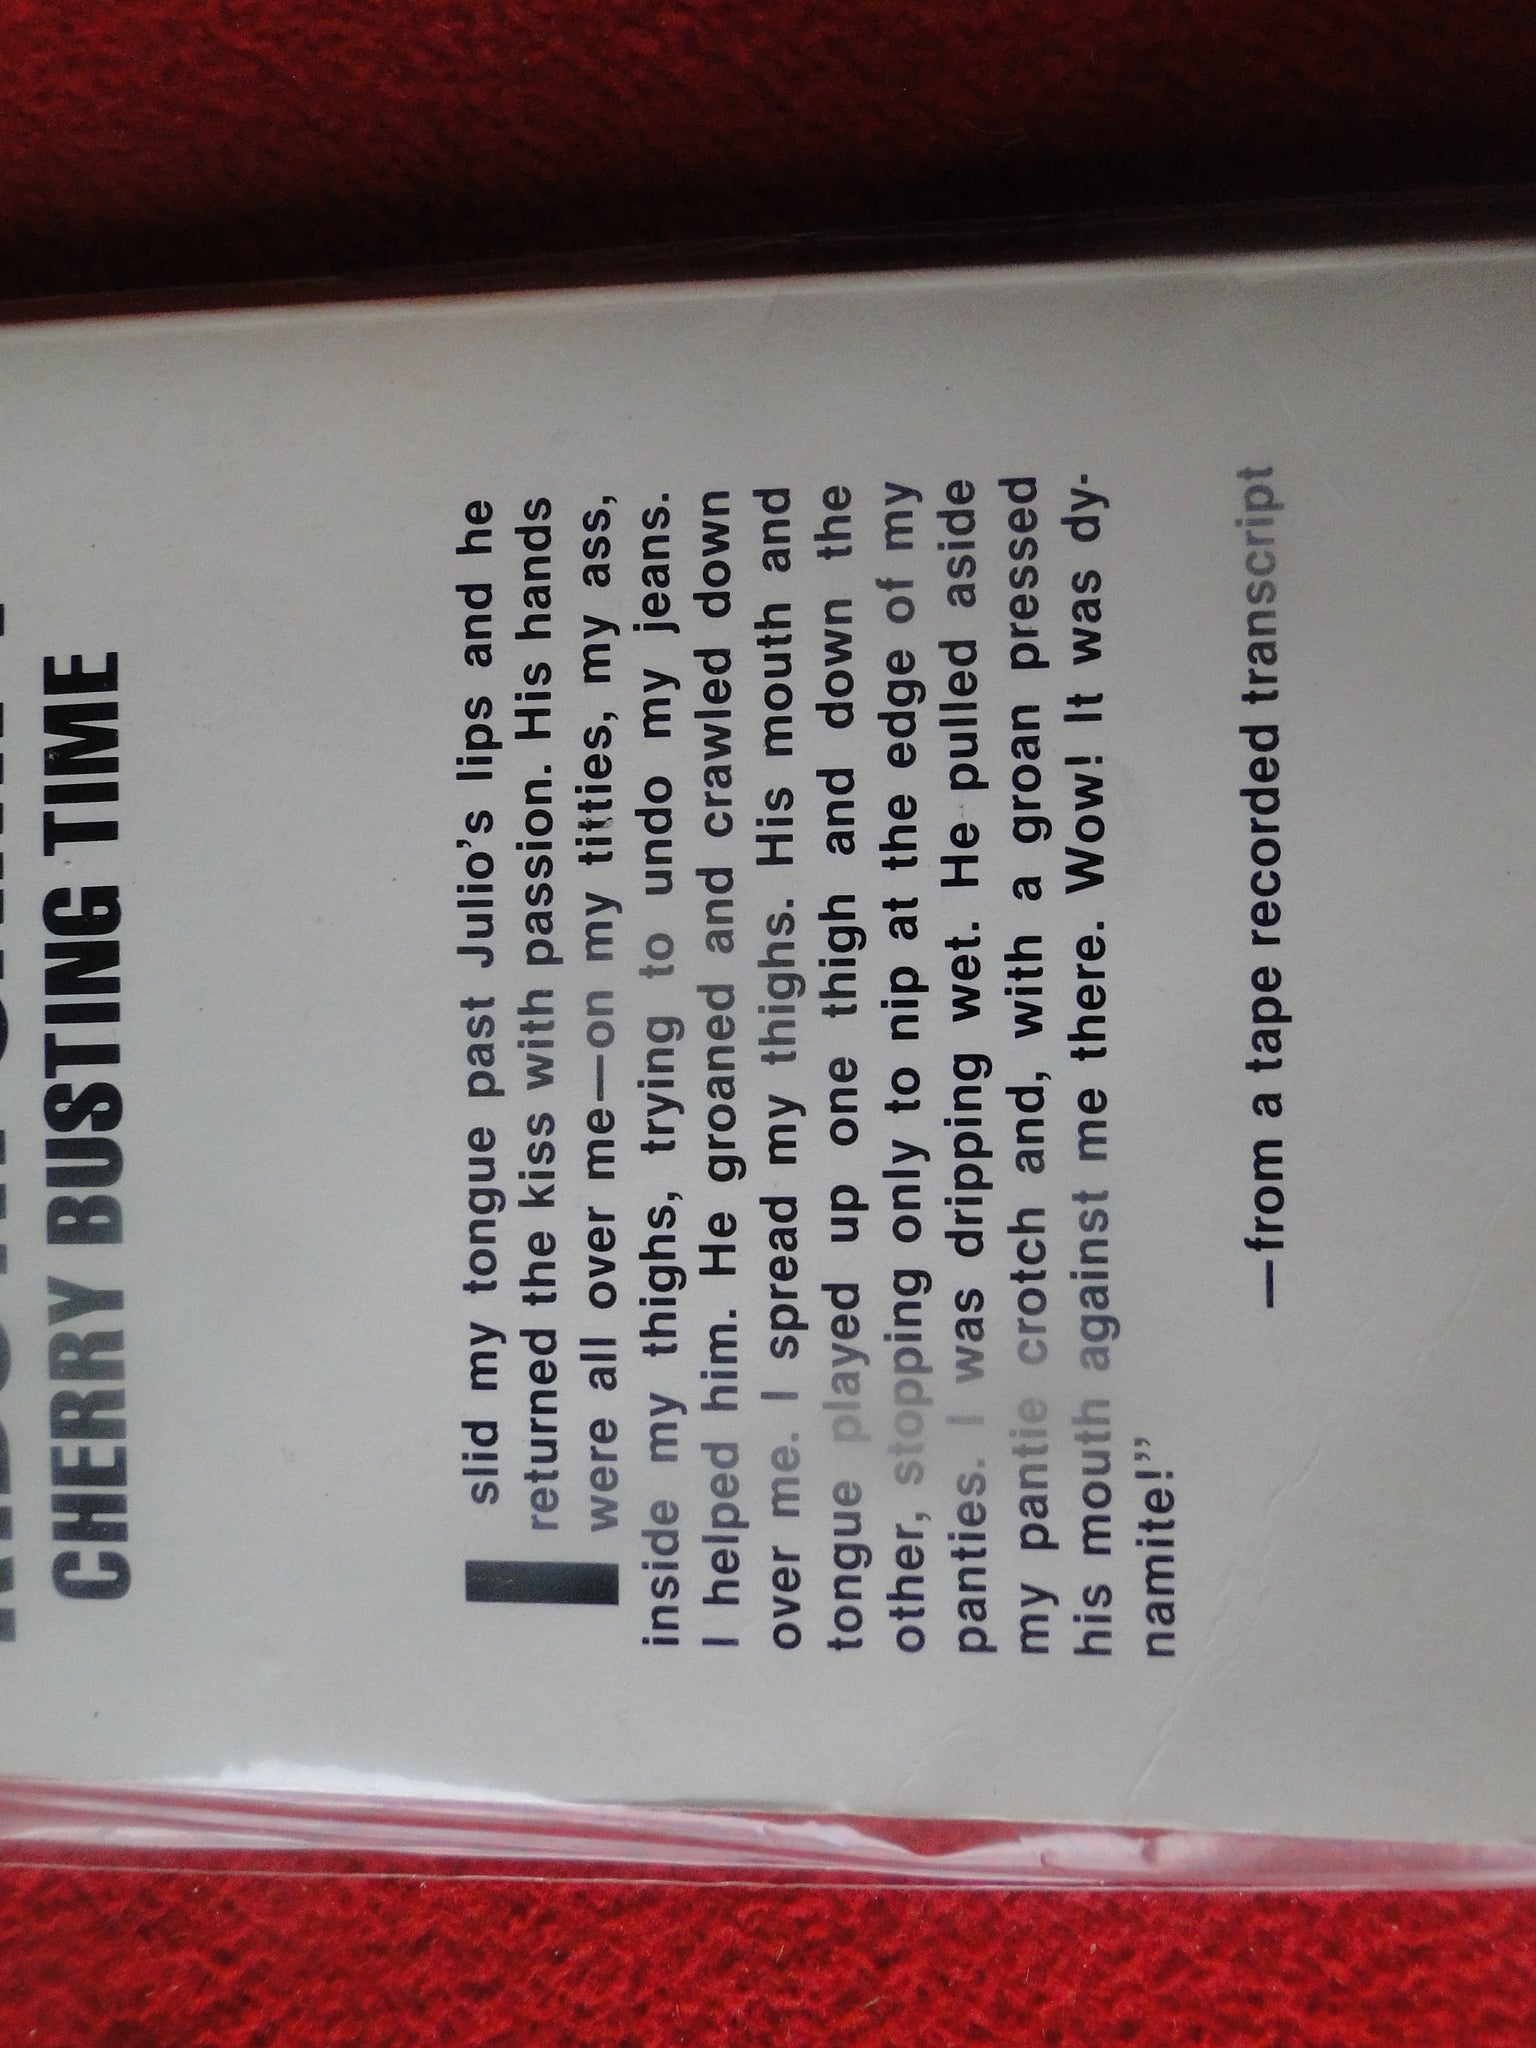 CHERRY BUSTING TIME
I slid my tongue past Julio's lips and he
returned the kiss with passion. His hands
were all over me—on my titties, my ass,
inside my thighs, trying to undo my jeans.
I helped him. He groaned and crawled down
over me. I spread my thighs. His mouth and
tongue played up one thigh and down the
other, stopping only to nip at the edge of my
panties. I was dripping wet. He pulled aside
my pantie crotch and, with a groan pressed
his mouth against me there. Wow! It was dy-
namite!”
—from a tape recorded transcript